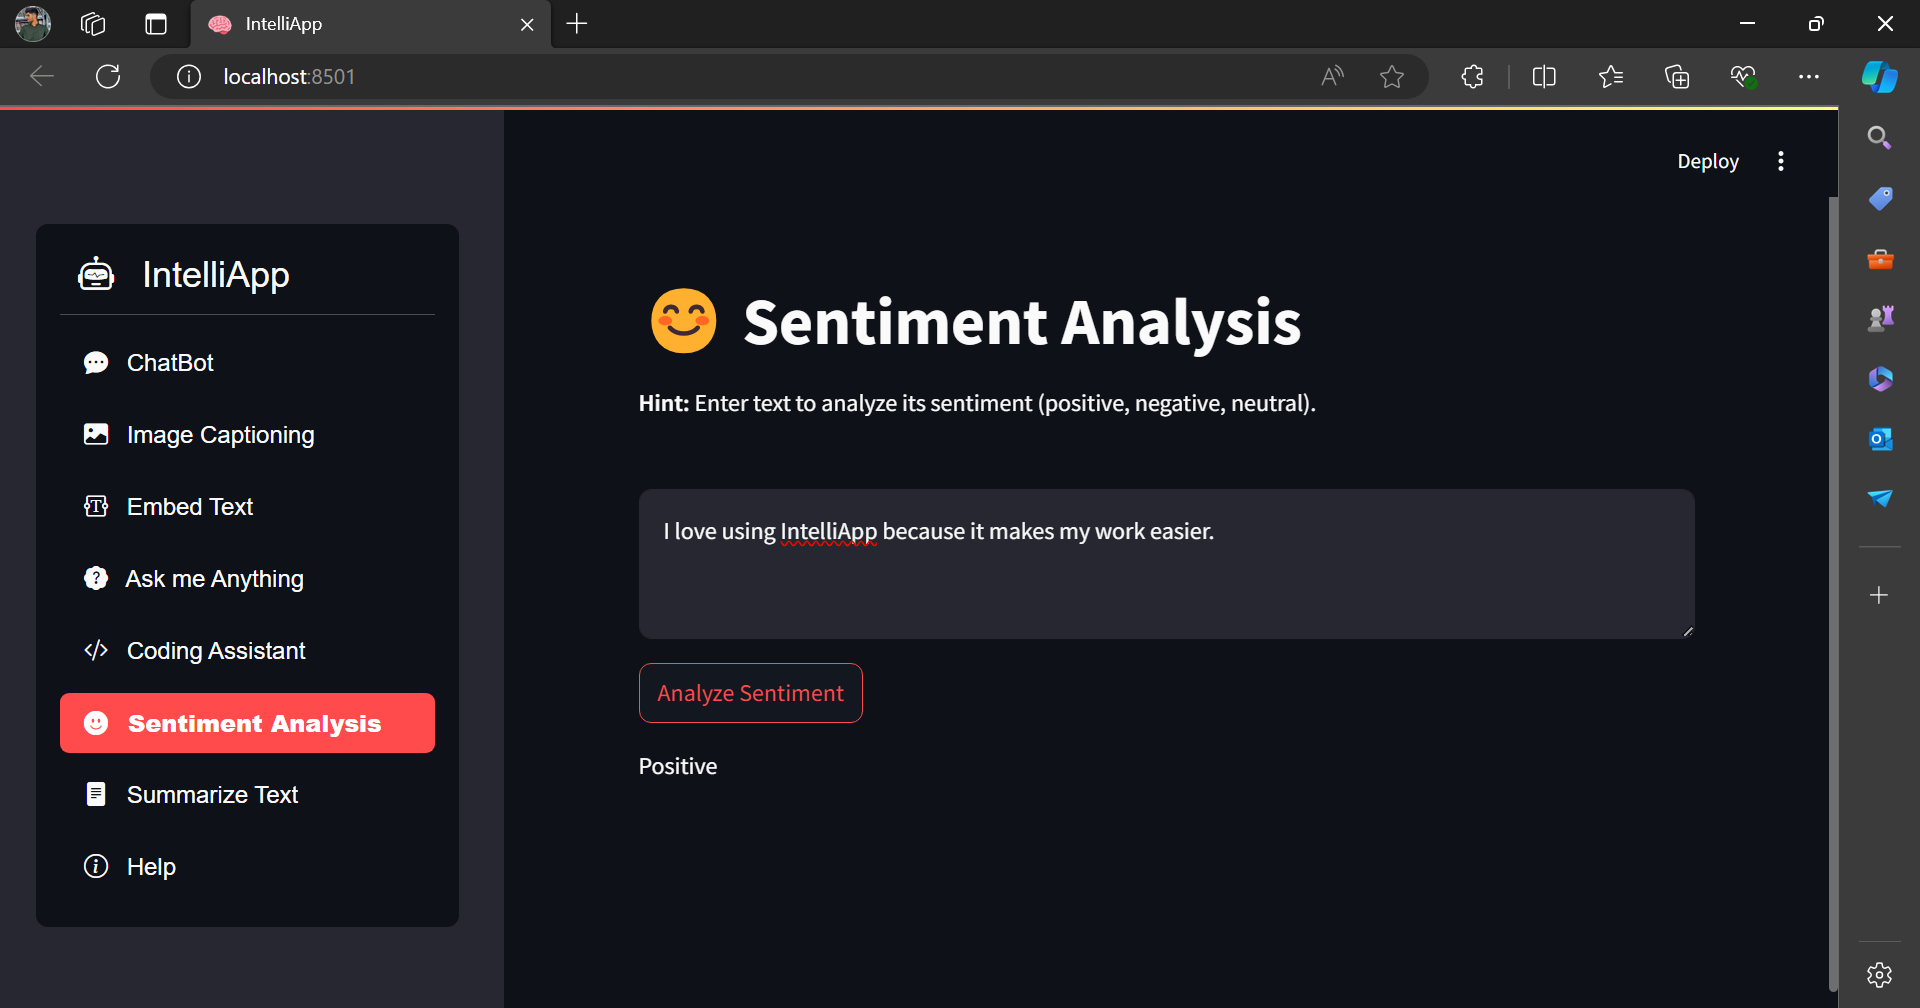 IntelliApp
localhost:8501
Deploy
IntelliApp
ChatBot
Image Captioning
Embed Text
Ask me Anything
Coding Assistant
Sentiment Analysis
Summarize Text
Help
😊 Sentiment Analysis
Hint: Enter text to analyze its sentiment (positive, negative, neutral).
I love using IntelliApp because it makes my work easier.
Analyze Sentiment
Positive